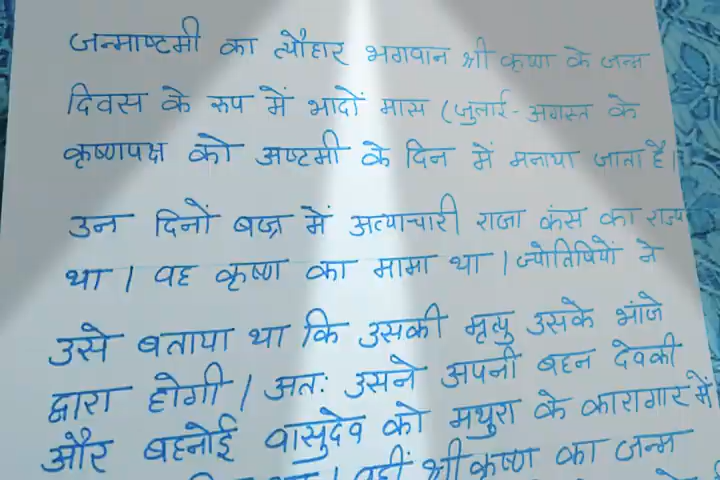 जन्माष्टमी का त्यौहार भगवान श्री कृष्ण के जन्म
दिवस के रूप में भादों मास (जुलाई-अगस्त के
कृष्णपक्ष को अष्टमी के दिन में मनाया जाता है।
उन दिनों बज्र में अत्याचारी राजा कंस का राज्य
था। वह कृष्ण का मामा था। ज्योतिषियों ने
उसे बताया था कि उसकी मृत्यु उसके भांजे
द्वारा होगी। अतः उसने अपनी बहन देवकी
और बहनोई वासुदेव को मथुरा के कारागार में
था। वहीं श्री कृष्ण का जन्म